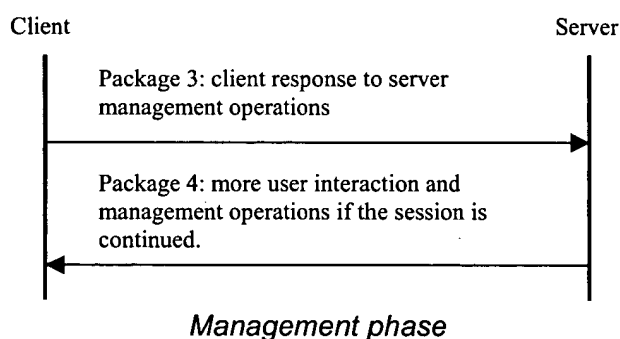 Client
Server
Package 3: client response to server
management operations
Package 4: more user interaction and
management operations if the session is
continued.
Management phase